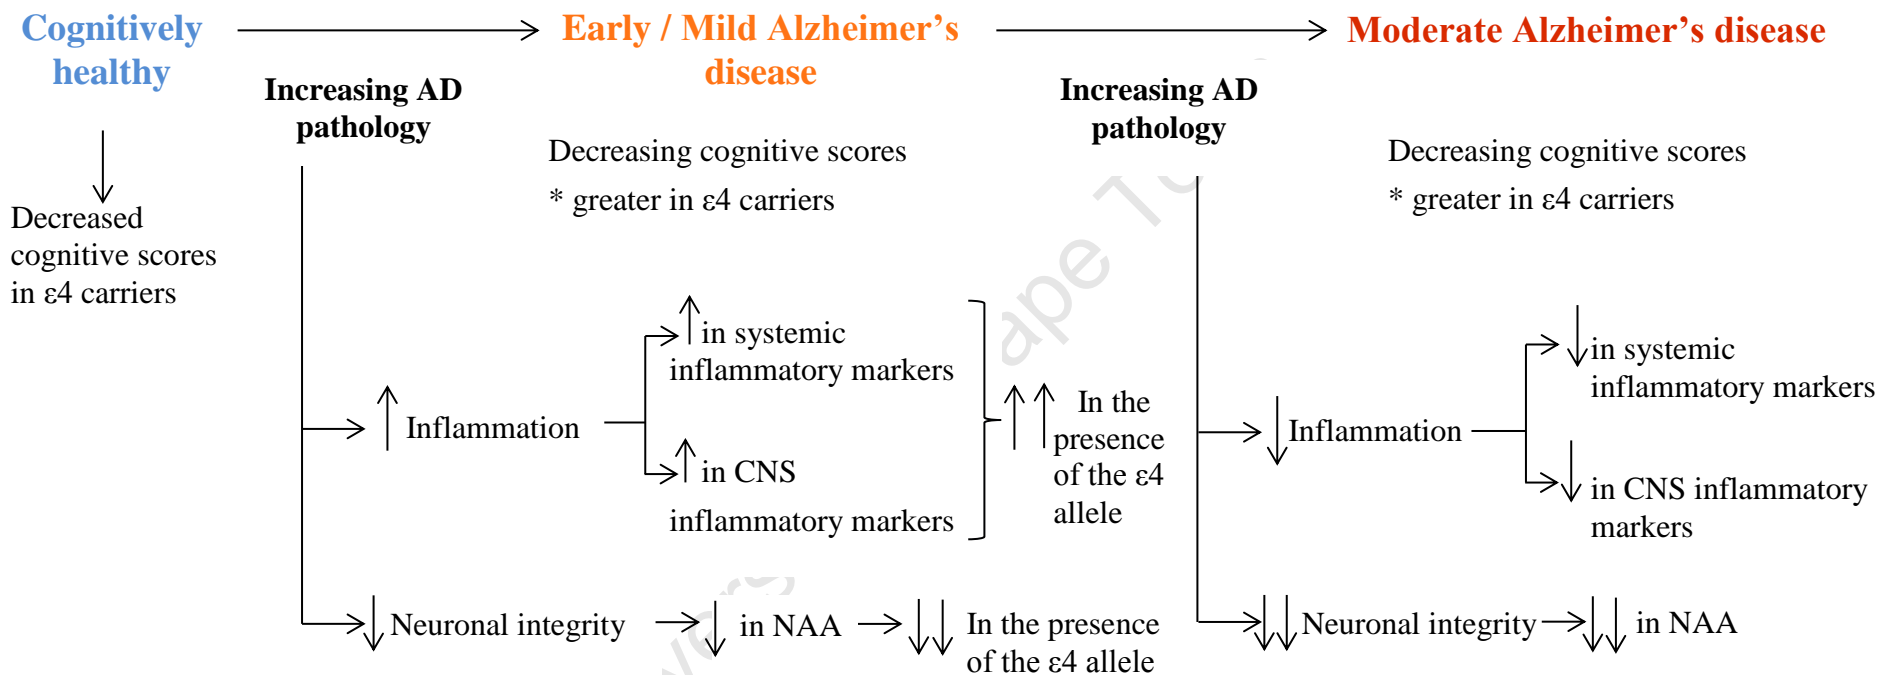 Cognitively
healthy
Early / Mild Alzheimer’s
disease
Moderate Alzheimer’s disease
Increasing AD
pathology
Increasing AD
pathology
Decreased
cognitive scores
in ε4 carriers
Decreasing cognitive scores
* greater in ε4 carriers
Decreasing cognitive scores
* greater in ε4 carriers
Inflammation
in systemic
inflammatory markers
in CNS
inflammatory markers
In the
presence
of the ε4
allele
Inflammation
in systemic
inflammatory markers
in CNS inflammatory
markers
Neuronal integrity
in NAA
In the presence
of the ε4 allele
Neuronal integrity
in NAA